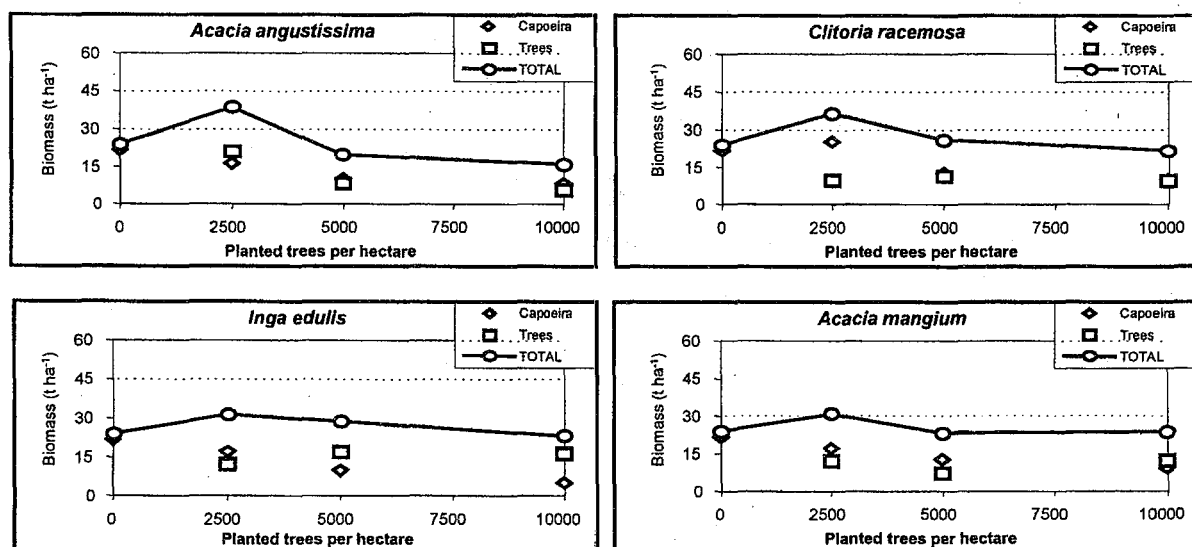 Acacia angustissima
Capoeira
Trees
TOTAL
Biomass (t ha⁻¹)
60
45
30
15
0
0 2500 5000 7500 10000
Planted trees per hectare
Clitoria racemosa
Capoeira
Trees
TOTAL
Biomass (t ha⁻¹)
60
45
30
15
0
0 2500 5000 7500 10000
Planted trees per hectare
Inga edulis
Capoeira
Trees
TOTAL
Biomass (t ha⁻¹)
60
45
30
15
0
0 2500 5000 7500 10000
Planted trees per hectare
Acacia mangium
Capoeira
Trees
TOTAL
Biomass (t ha⁻¹)
60
45
30
15
0
0 2500 5000 7500 10000
Planted trees per hectare